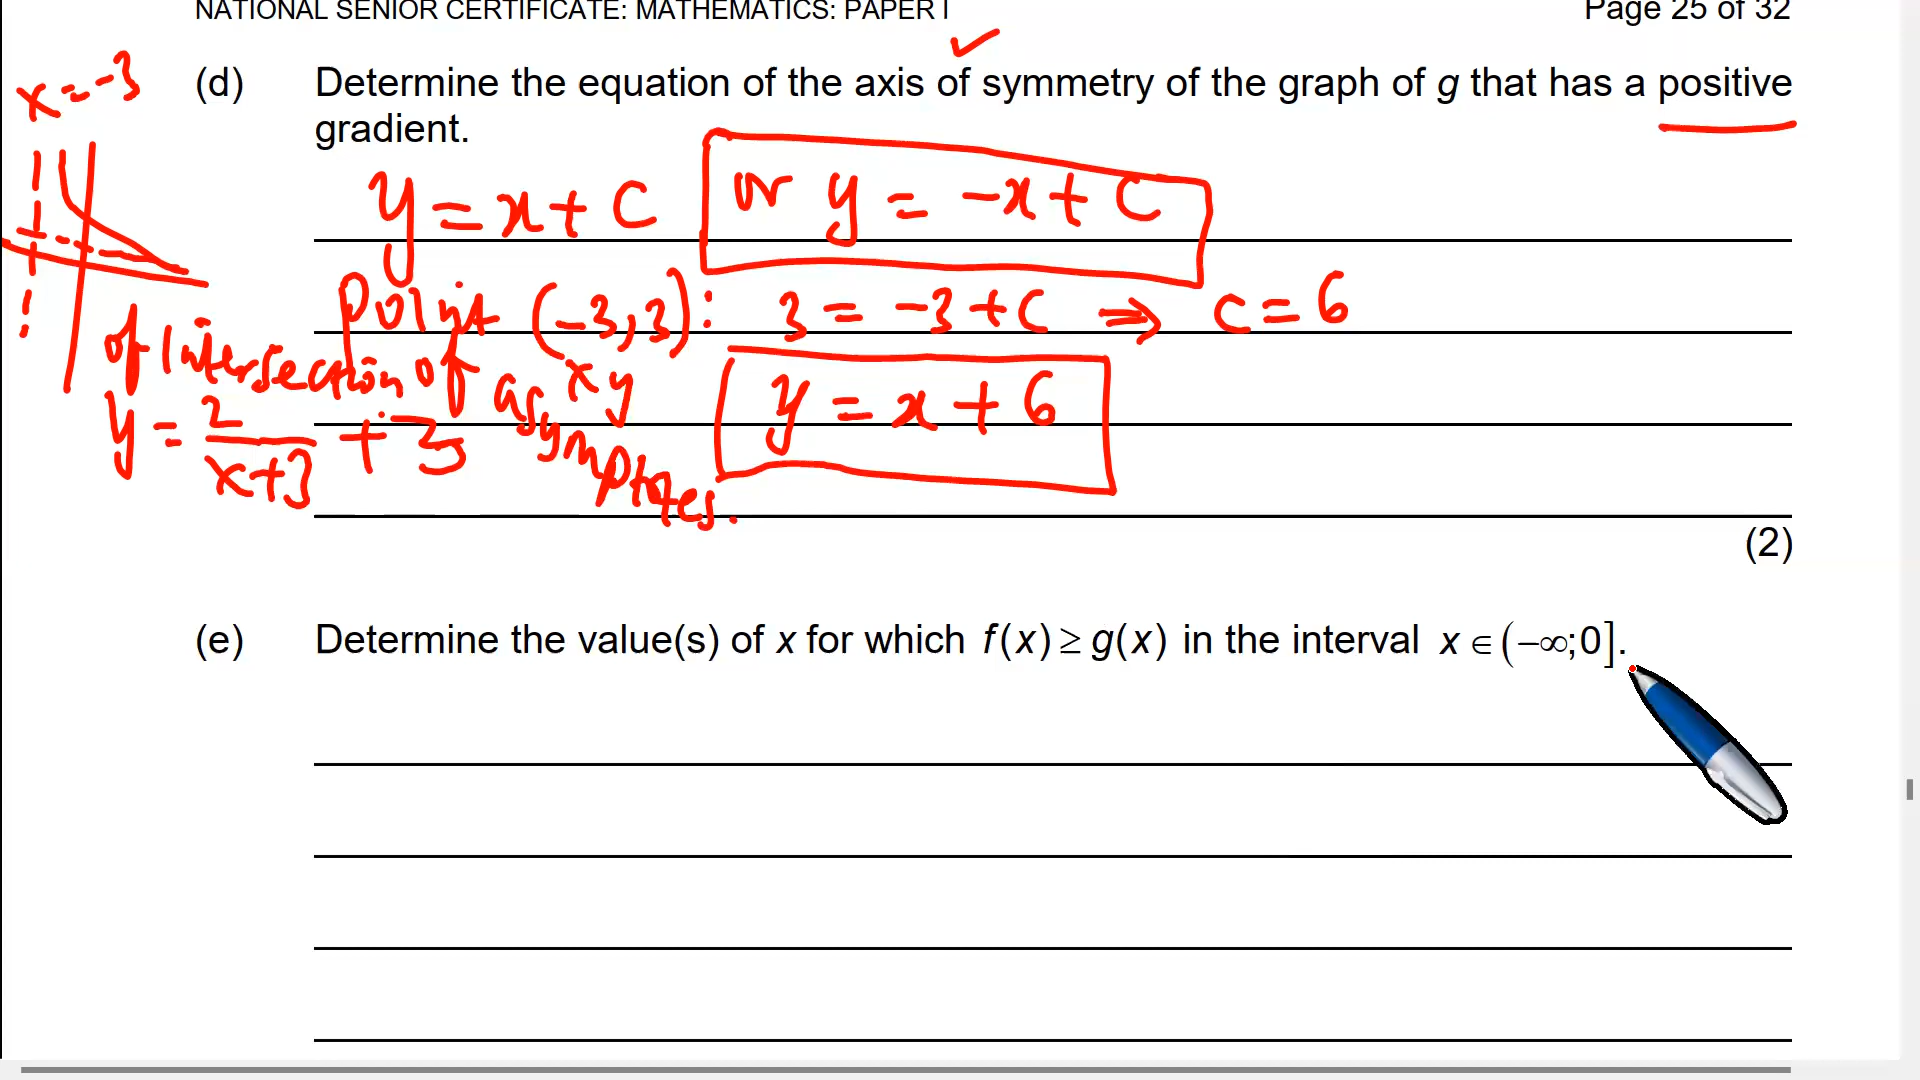 NATIONAL SENIOR CERTIFICATE: MATHEMATICS: PAPER I
Page 25 of 32
x = -3
(d) Determine the equation of the axis of symmetry of the graph of g that has a positive
gradient.
y = x + c or y = -x + c
point (-3, 3): 3 = -3 + c ⇒ c = 6
of intersection of asymptotes.
x y
y = 2/(x+3) + 3
y = x + 6
(2)
(e) Determine the value(s) of x for which f(x) ≥ g(x) in the interval x ∈ (−∞;0].